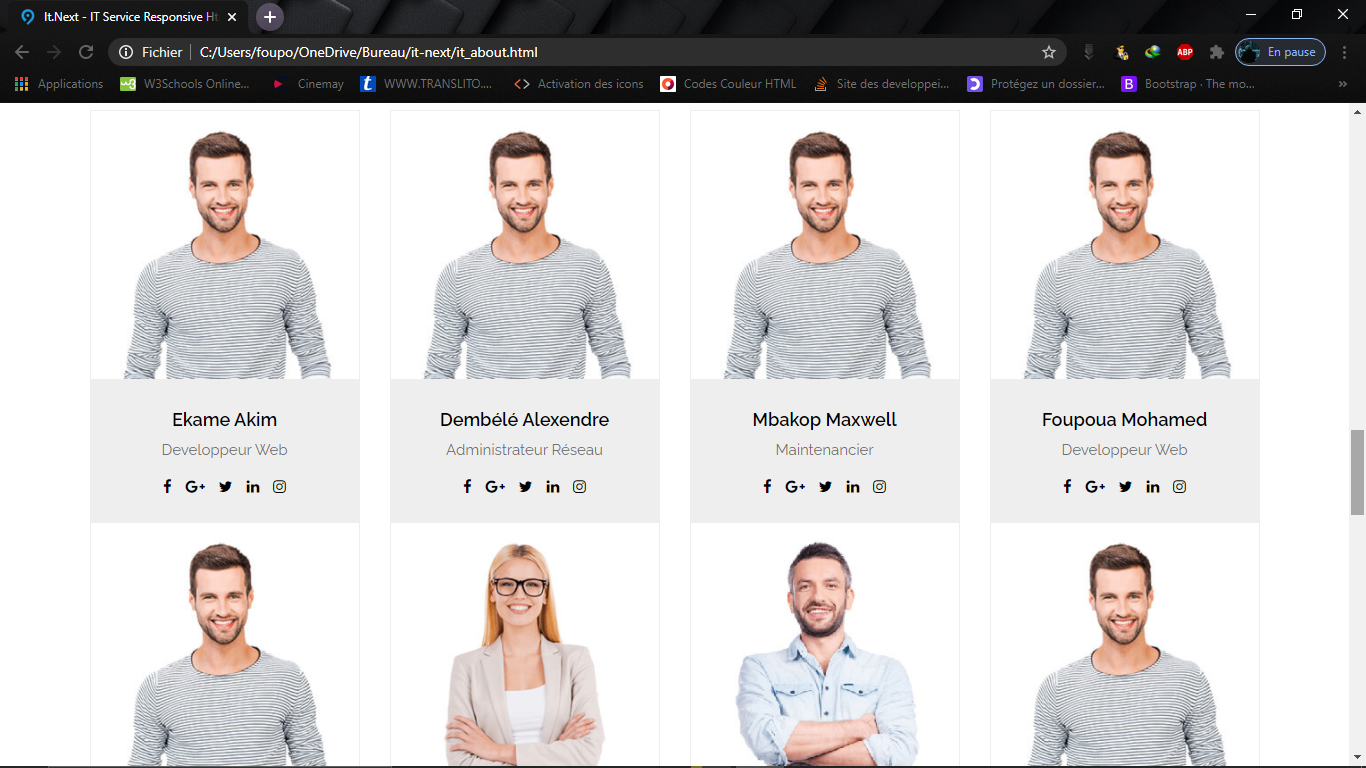 It.Next - IT Service Responsive Ht
Fichier
C:/Users/foupo/OneDrive/Bureau/it-next/it_about.html
ABP
En pause
Applications
W3Schools Online...
Cinemay
WWW.TRANSLITO....
Activation des icons
Codes Couleur HTML
Site des developpei...
Protégez un dossier...
B
Bootstrap · The mo...
Ekame Akim
Developpeur Web
Dembélé Alexendre
Administrateur Réseau
Mbakop Maxwell
Maintenancier
Foupoua Mohamed
Developpeur Web